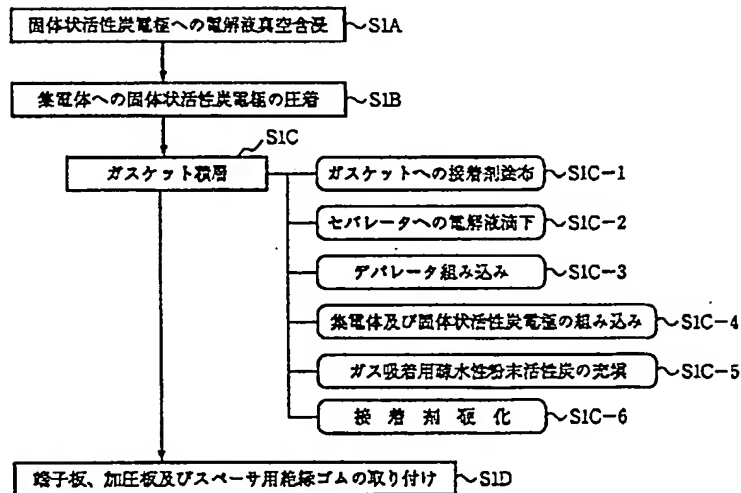 固体状活性炭電極への電解液真空含浸 S1A
集電体への固体状活性炭電極の圧着 S1B
S1C
ガスケット積層
ガスケットへの接着剤塗布 S1C-1
セパレータへの電解液滴下 S1C-2
デパレータ組み込み S1C-3
集電体及び固体状活性炭電極の組み込み S1C-4
ガス吸着用疎水性粉末活性炭の充填 S1C-5
接着剤硬化 S1C-6
端子板、加圧板及びスペーサ用絶縁ゴムの取り付け S1D